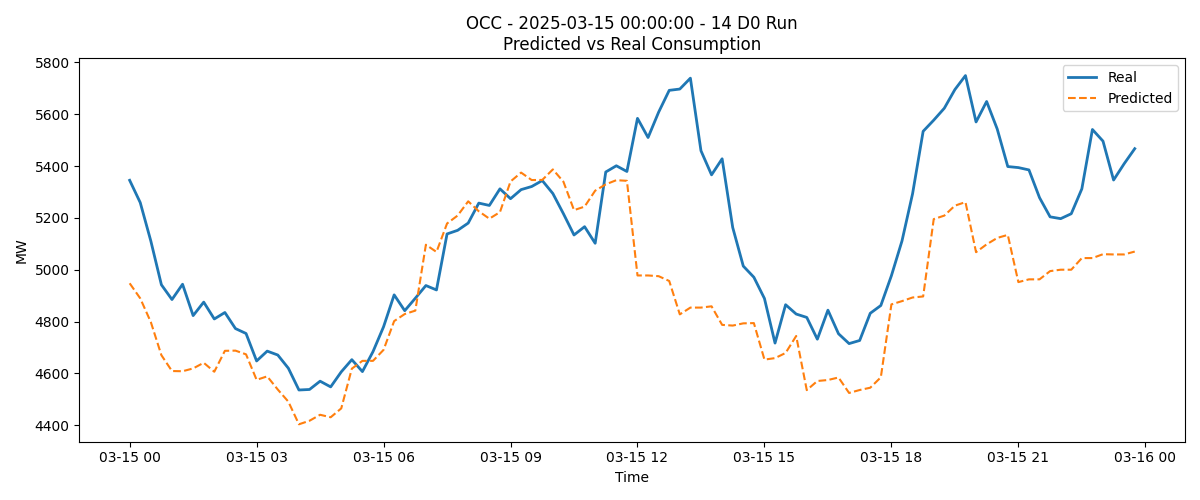 OCC - 2025-03-15 00:00:00 - 14 D0 Run
Predicted vs Real Consumption
Real
Predicted
5800
5600
5400
5200
5000
4800
4600
4400
MW
03-15 00
03-15 03
03-15 06
03-15 09
03-15 12
03-15 15
03-15 18
03-15 21
03-16 00
Time